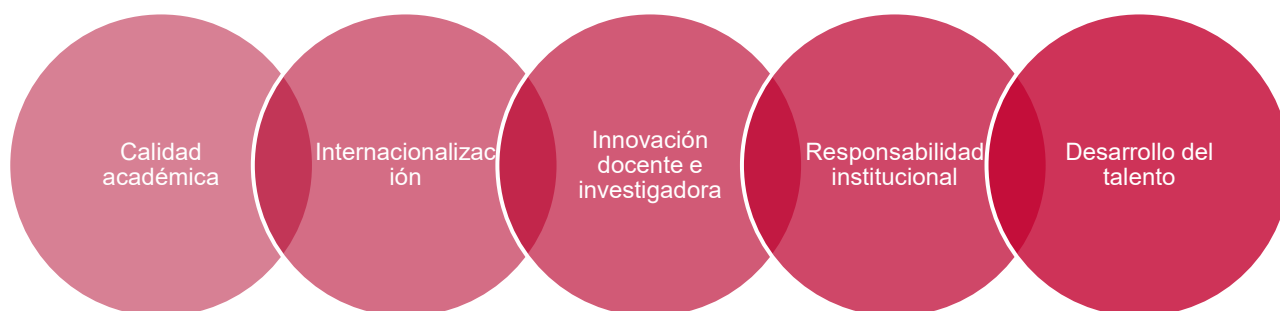 Calidad
académica
Internacionalizac
ión
Innovación
docente e
investigadora
Responsabilidad
institucional
Desarrollo del
talento